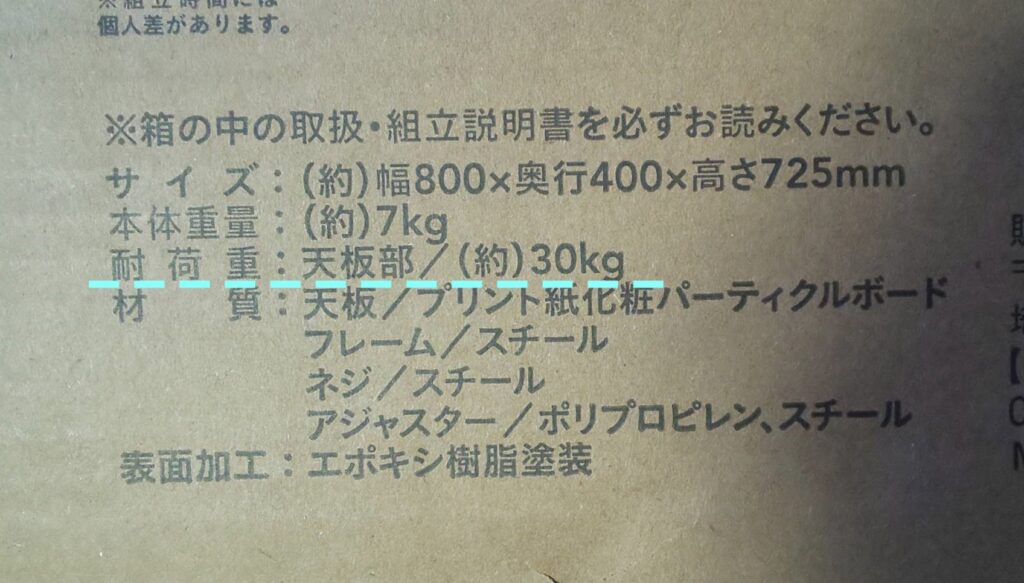 ※組立時間には
個人差があります。
※箱の中の取扱・組立説明書を必ずお読みください。
サイズ：(約)幅800×奥行400×高さ725mm
本体重量：(約)7kg
耐荷重：天板部／(約)30kg
材質：天板／プリント紙化粧パーティクルボード
フレーム／スチール
ネジ／スチール
アジャスター／ポリプロピレン、スチール
表面加工：エポキシ樹脂塗装